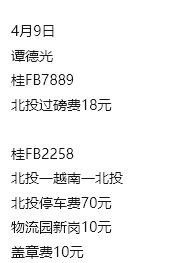 4月9日
谭德光
桂FB7889
北投过磅费18元
桂FB2258
北投一越南一北投
北投停车费70元
物流园新岗10元
盖章费10元